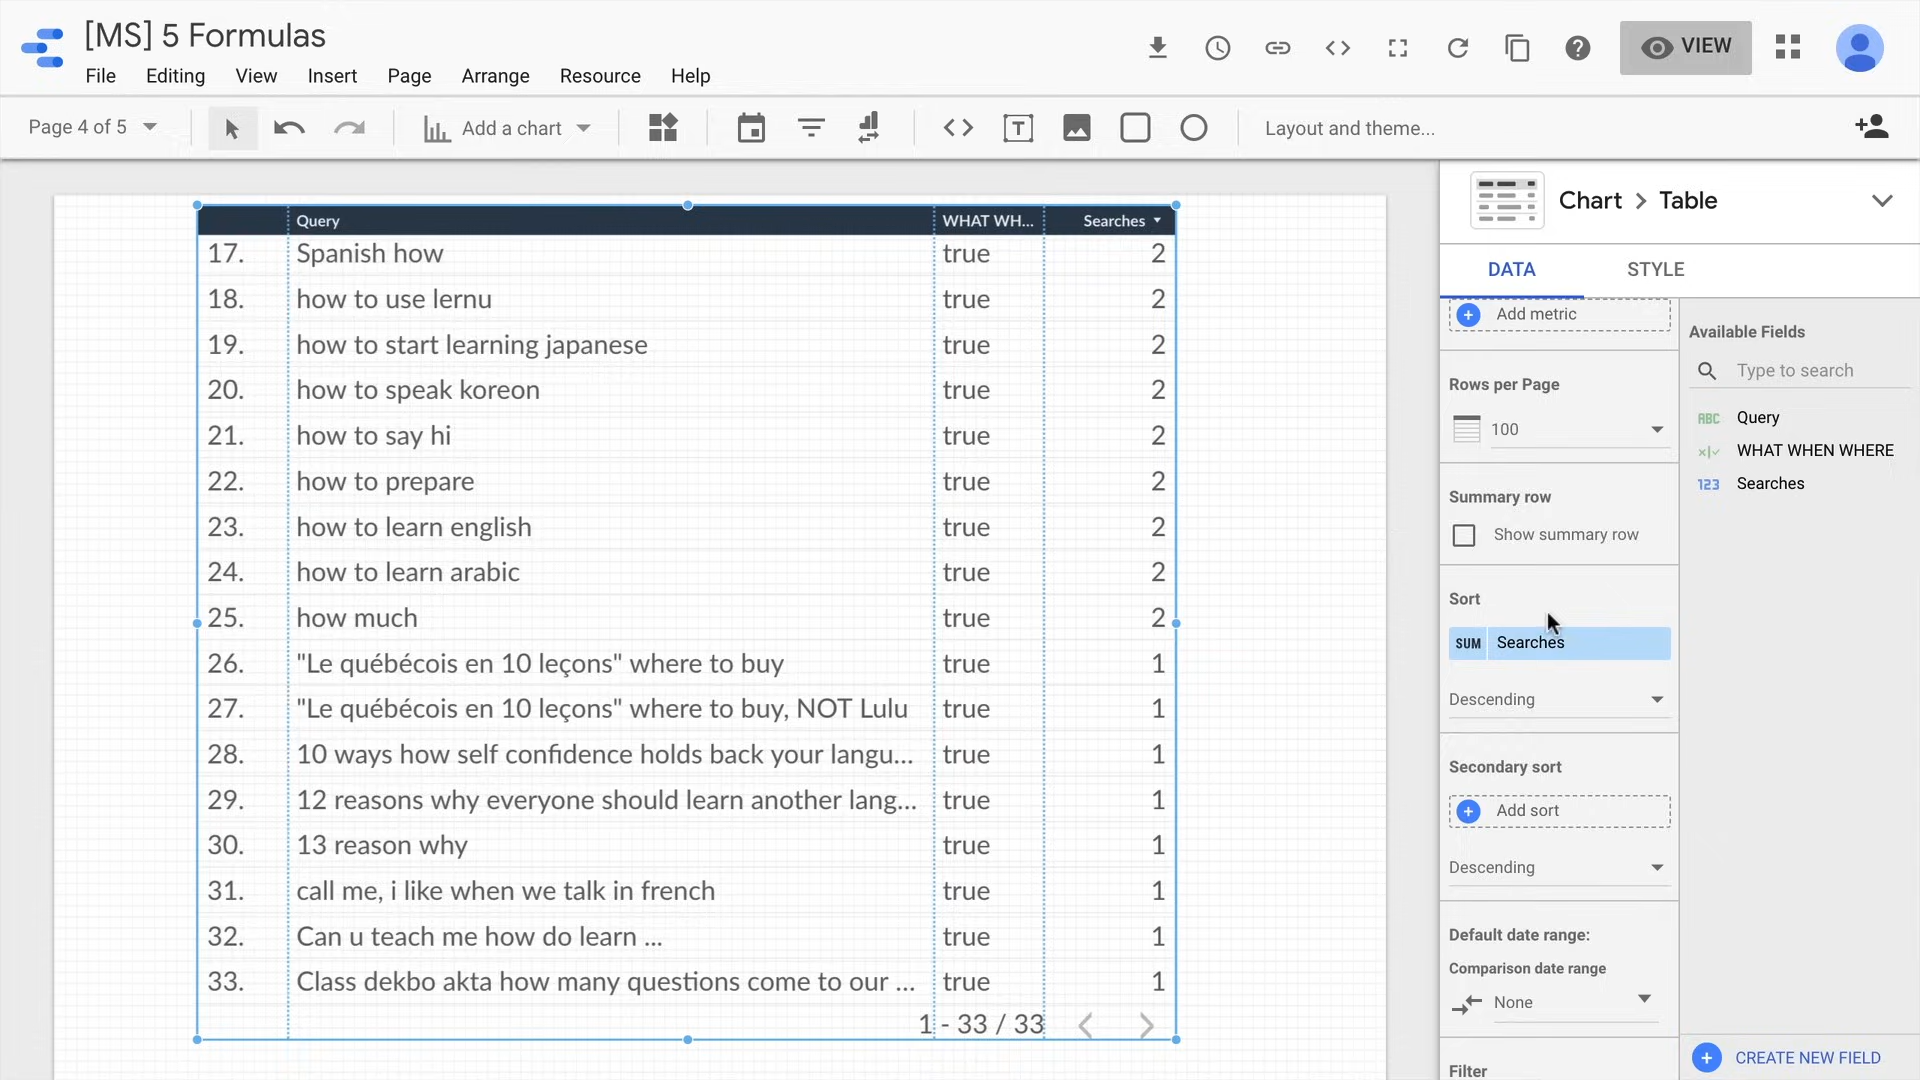 [MS] 5 Formulas
File Editing View Insert Page Arrange Resource Help
VIEW
Page 4 of 5
Add a chart
Layout and theme...
Query WHAT WH... Searches
17. Spanish how true 2
18. how to use lernu true 2
19. how to start learning japanese true 2
20. how to speak koreon true 2
21. how to say hi true 2
22. how to prepare true 2
23. how to learn english true 2
24. how to learn arabic true 2
25. how much true 2
26. "Le québécois en 10 leçons" where to buy true 1
27. "Le québécois en 10 leçons" where to buy, NOT Lulu true 1
28. 10 ways how self confidence holds back your langu... true 1
29. 12 reasons why everyone should learn another lang... true 1
30. 13 reason why true 1
31. call me, i like when we talk in french true 1
32. Can u teach me how do learn ... true 1
33. Class dekbo akta how many questions come to our ... true 1
1 - 33 / 33
Chart > Table
DATA STYLE
Add metric
Rows per Page
100
Summary row
Show summary row
Sort
SUM Searches
Descending
Secondary sort
Add sort
Descending
Default date range:
Comparison date range
None
Filter
Available Fields
Type to search
ABC Query
WHAT WHEN WHERE
123 Searches
CREATE NEW FIELD